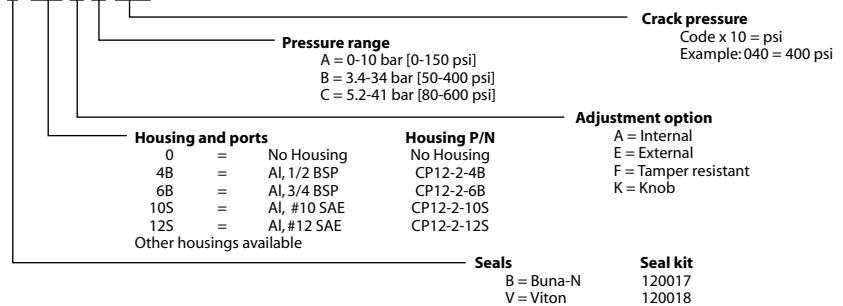 Crack pressure
Code x 10 = psi
Example: 040 = 400 psi
Pressure range
A = 0-10 bar [0-150 psi]
B = 3.4-34 bar [50-400 psi]
C = 5.2-41 bar [80-600 psi]
Adjustment option
A = Internal
E = External
F = Tamper resistant
K = Knob
Housing and ports Housing P/N
0 = No Housing No Housing
4B = Al, 1/2 BSP CP12-2-4B
6B = Al, 3/4 BSP CP12-2-6B
10S = Al, #10 SAE CP12-2-10S
12S = Al, #12 SAE CP12-2-12S
Other housings available
Seals Seal kit
B = Buna-N 120017
V = Viton 120018